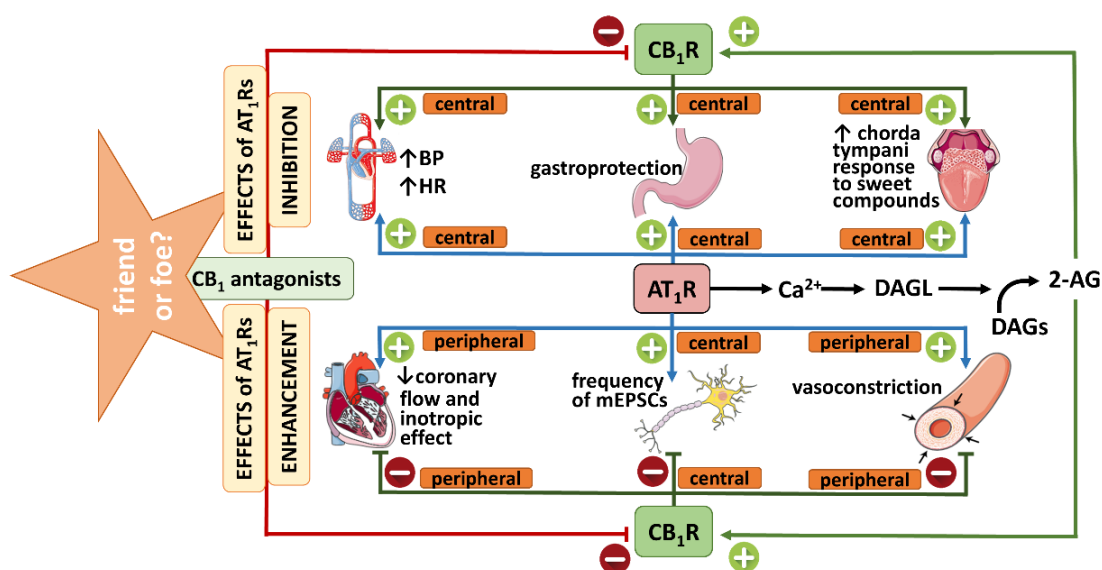 CB₁R
central
central
central
EFFECTS of AT₁Rs
INHIBITION
↑BP
↑HR
gastroprotection
↑ chorda
tympani
response
to sweet
compounds
central
central
central
friend
or foe?
CB₁ antagonists
AT₁R
Ca²⁺
DAGL
2-AG
DAGs
EFFECTS of AT₁Rs
ENHANCEMENT
peripheral
central
peripheral
↓coronary
flow and
inotropic
effect
frequency
of mEPSCs
vasoconstriction
peripheral
central
peripheral
CB₁R